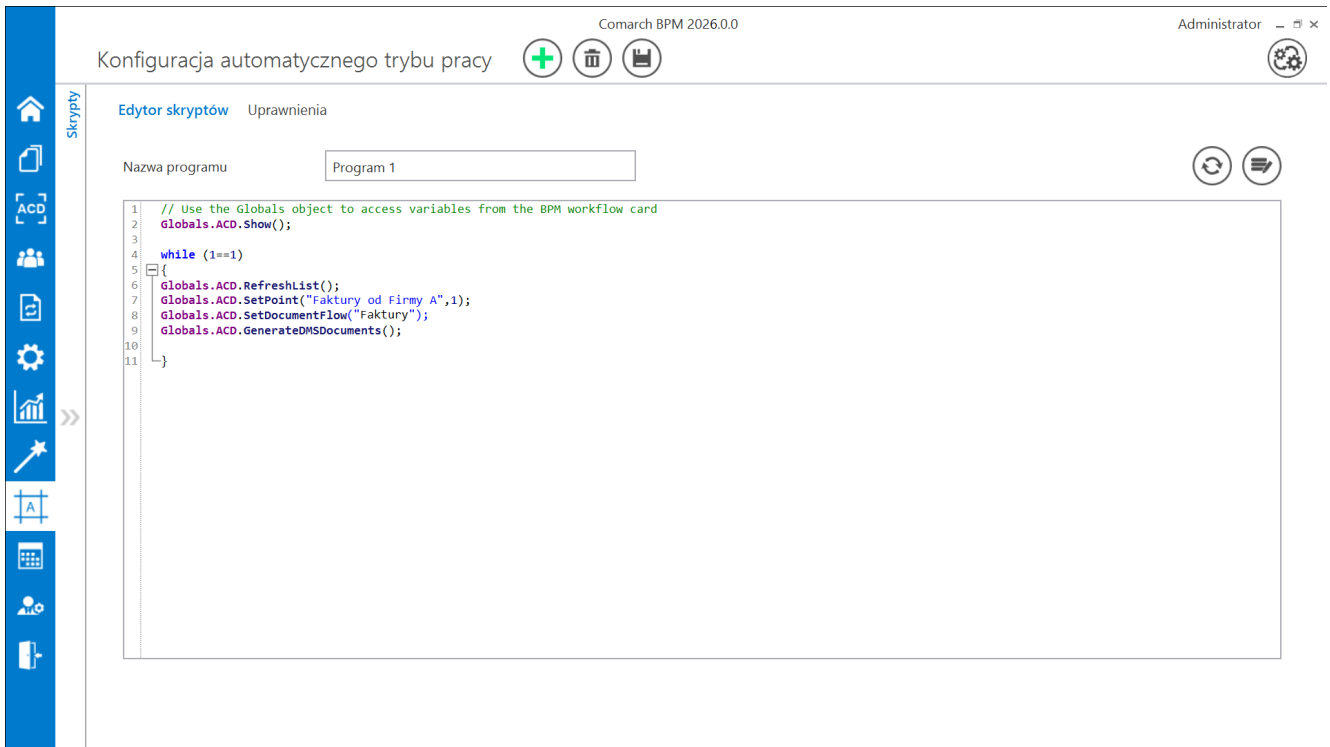 Comarch BPM 2026.0.0
Administrator
Konfiguracja automatycznego trybu pracy
Skrypty
Edytor skryptów Uprawnienia
ACD
Nazwa programu Program 1
1 // Use the Globals object to access variables from the BPM workflow card
2 Globals.ACD.Show();
3
4 while (1==1)
5 {
6 Globals.ACD.RefreshList();
7 Globals.ACD.SetPoint("Faktury od Firmy A",1);
8 Globals.ACD.SetDocumentFlow("Faktury");
9 Globals.ACD.GenerateDMSDocuments();
10
11 }
A